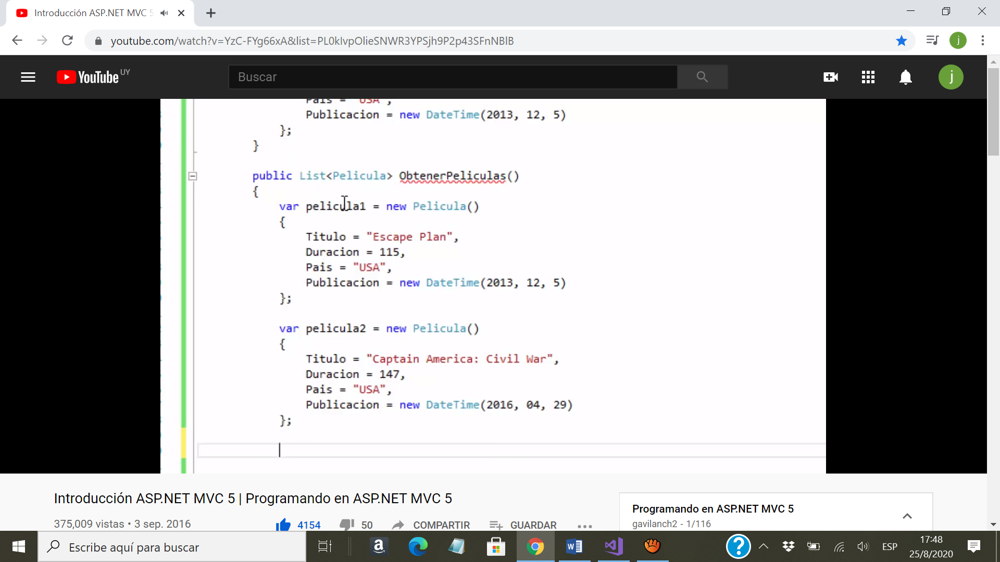 Introducción ASP.NET MVC 5
youtube.com/watch?v=YzC-FYg66xA&list=PL0kIvpOlieSNWR3YPSjh9P2p43SFnNBlB
j
YouTube UY
Buscar
j
Pais = "USA",
Publicacion = new DateTime(2013, 12, 5)
};
}
public List<Pelicula> ObtenerPeliculas()
{
var pelicula1 = new Pelicula()
{
Titulo = "Escape Plan",
Duracion = 115,
Pais = "USA",
Publicacion = new DateTime(2013, 12, 5)
};
var pelicula2 = new Pelicula()
{
Titulo = "Captain America: Civil War",
Duracion = 147,
Pais = "USA",
Publicacion = new DateTime(2016, 04, 29)
};
Introducción ASP.NET MVC 5 | Programando en ASP.NET MVC 5
375,009 vistas • 3 sep. 2016
4154
50
COMPARTIR
GUARDAR
Programando en ASP.NET MVC 5
gavilanch2 - 1/116
Escribe aquí para buscar
ESP
17:48
25/8/2020